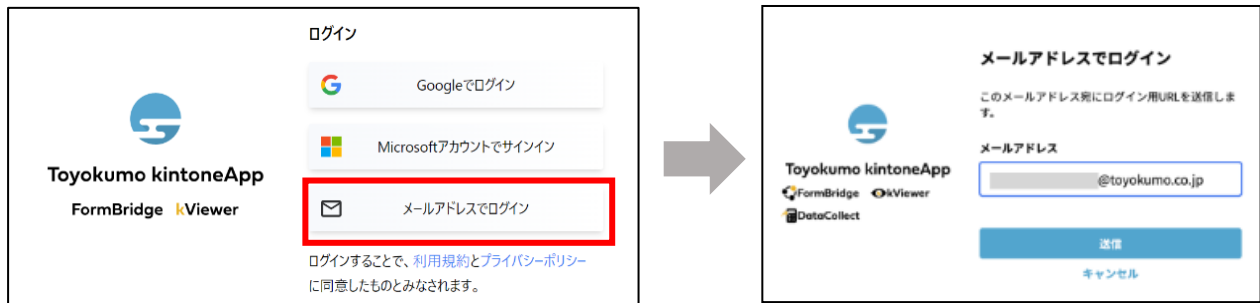 ログイン
Googleでログイン
Microsoftアカウントでサインイン
メールアドレスでログイン
ログインすることで、利用規約とプライバシーポリシー
に同意したものとみなされます。
Toyokumo kintoneApp
FormBridge kViewer
メールアドレスでログイン
このメールアドレス宛にログイン用URLを送信しま
す。
メールアドレス
@toyokumo.co.jp
送信
キャンセル
Toyokumo kintoneApp
FormBridge kViewer
DataCollect